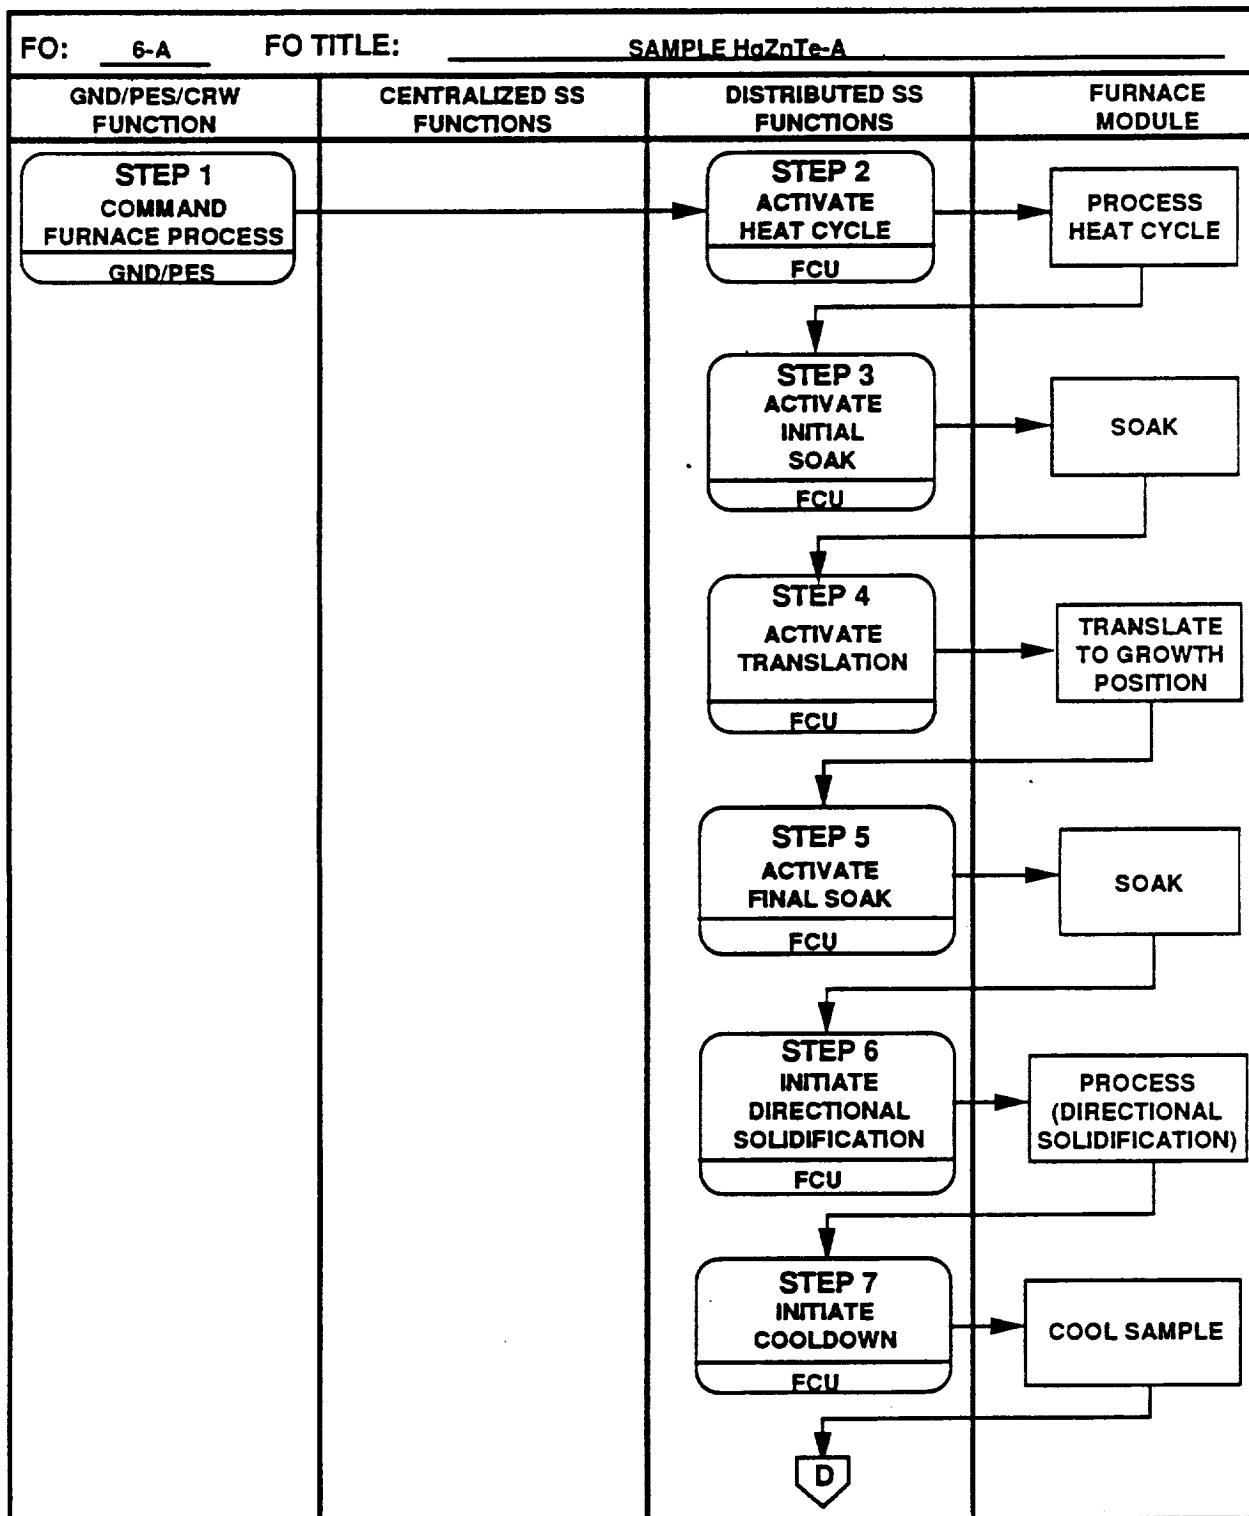 FO: 6-A FO TITLE: SAMPLE HgZnTe-A
GND/PES/CRW
FUNCTION
CENTRALIZED SS
FUNCTIONS
DISTRIBUTED SS
FUNCTIONS
FURNACE
MODULE
STEP 1
COMMAND
FURNACE PROCESS
GND/PES
STEP 2
ACTIVATE
HEAT CYCLE
FCU
PROCESS
HEAT CYCLE
STEP 3
ACTIVATE
INITIAL
SOAK
FCU
SOAK
STEP 4
ACTIVATE
TRANSLATION
FCU
TRANSLATE
TO GROWTH
POSITION
STEP 5
ACTIVATE
FINAL SOAK
FCU
SOAK
STEP 6
INITIATE
DIRECTIONAL
SOLIDIFICATION
FCU
PROCESS
(DIRECTIONAL
SOLIDIFICATION)
STEP 7
INITIATE
COOLDOWN
FCU
COOL SAMPLE
D